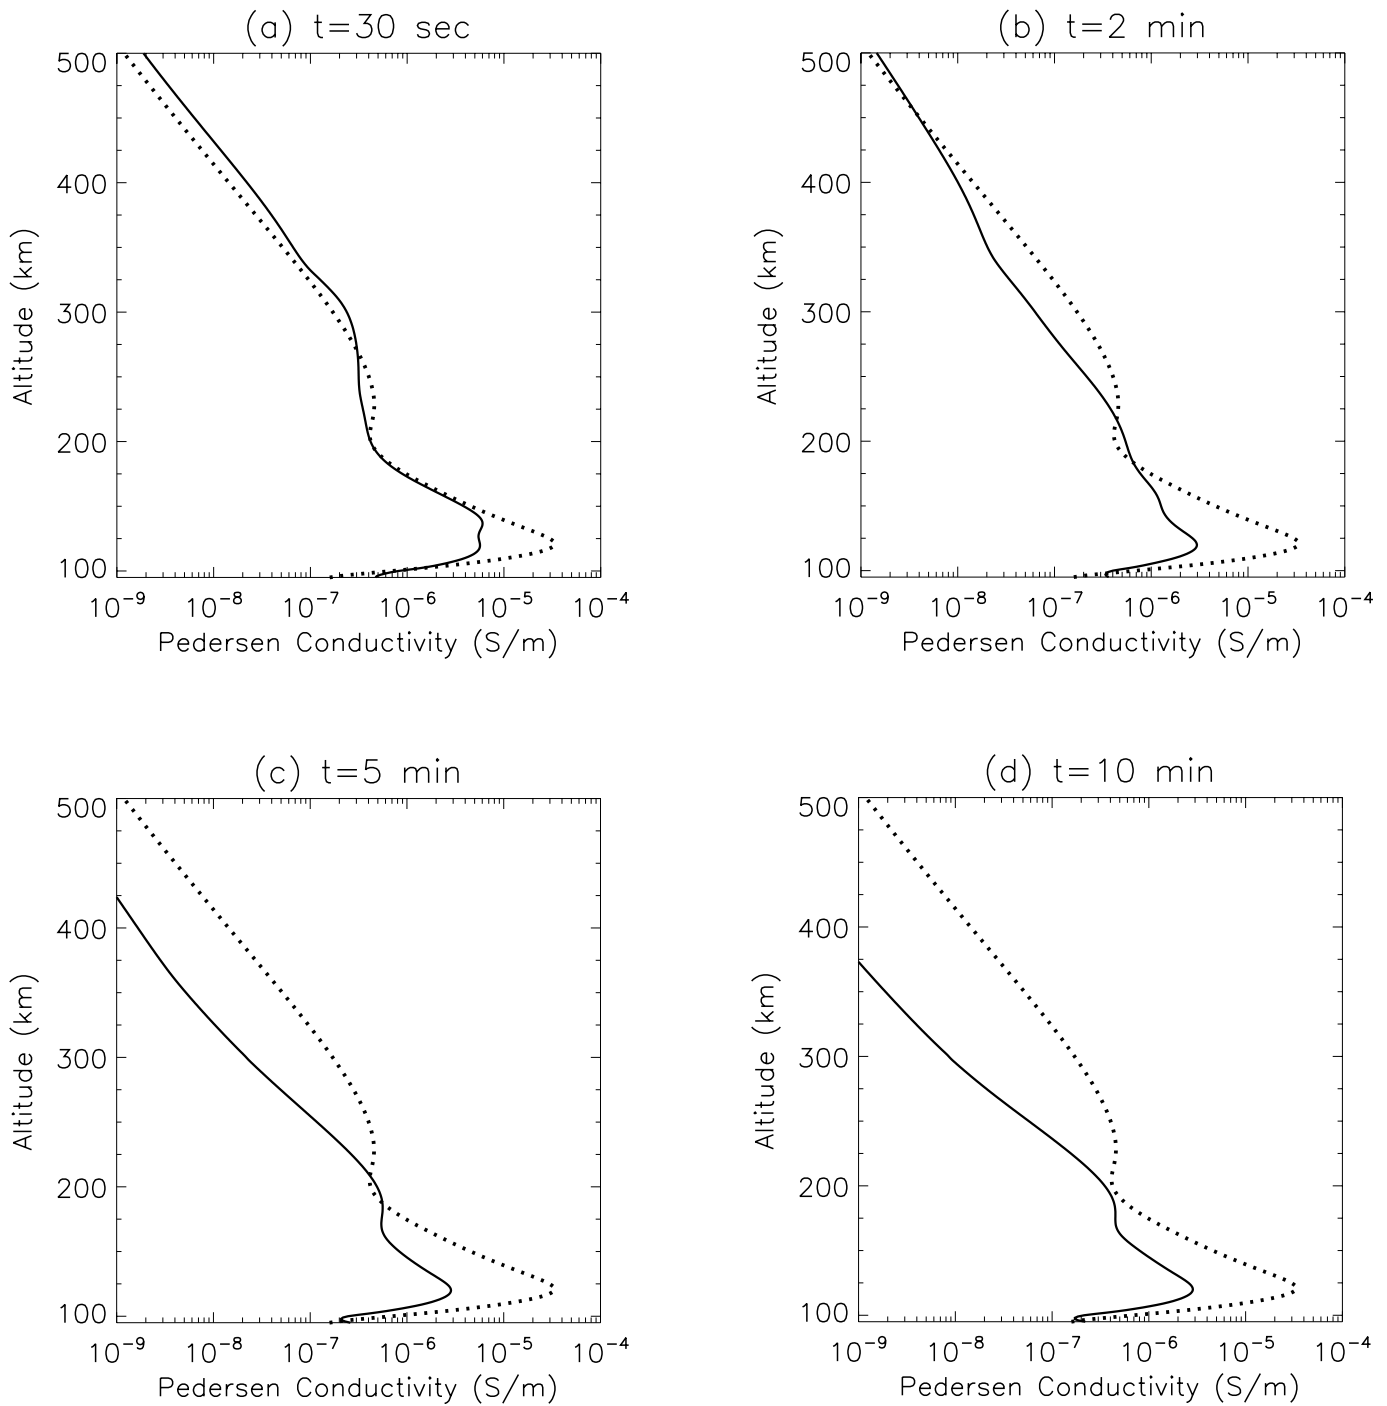 (a) t=30 sec
500
400
300
200
100
Altitude (km)
10⁻⁹ 10⁻⁸ 10⁻⁷ 10⁻⁶ 10⁻⁵ 10⁻⁴
Pedersen Conductivity (S/m)
(b) t=2 min
500
400
300
200
100
Altitude (km)
10⁻⁹ 10⁻⁸ 10⁻⁷ 10⁻⁶ 10⁻⁵ 10⁻⁴
Pedersen Conductivity (S/m)
(c) t=5 min
500
400
300
200
100
Altitude (km)
10⁻⁹ 10⁻⁸ 10⁻⁷ 10⁻⁶ 10⁻⁵ 10⁻⁴
Pedersen Conductivity (S/m)
(d) t=10 min
500
400
300
200
100
Altitude (km)
10⁻⁹ 10⁻⁸ 10⁻⁷ 10⁻⁶ 10⁻⁵ 10⁻⁴
Pedersen Conductivity (S/m)